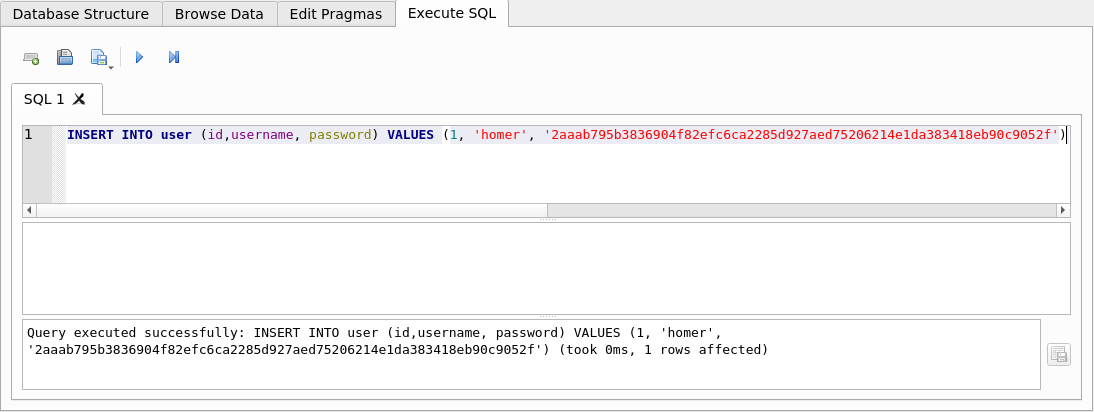 Database Structure Browse Data Edit Pragmas Execute SQL
SQL 1
1 INSERT INTO user (id,username, password) VALUES (1, 'homer', '2aaab795b3836904f82efc6ca2285d927aed75206214e1da383418eb90c9052f')
Query executed successfully: INSERT INTO user (id,username, password) VALUES (1, 'homer',
'2aaab795b3836904f82efc6ca2285d927aed75206214e1da383418eb90c9052f') (took 0ms, 1 rows affected)